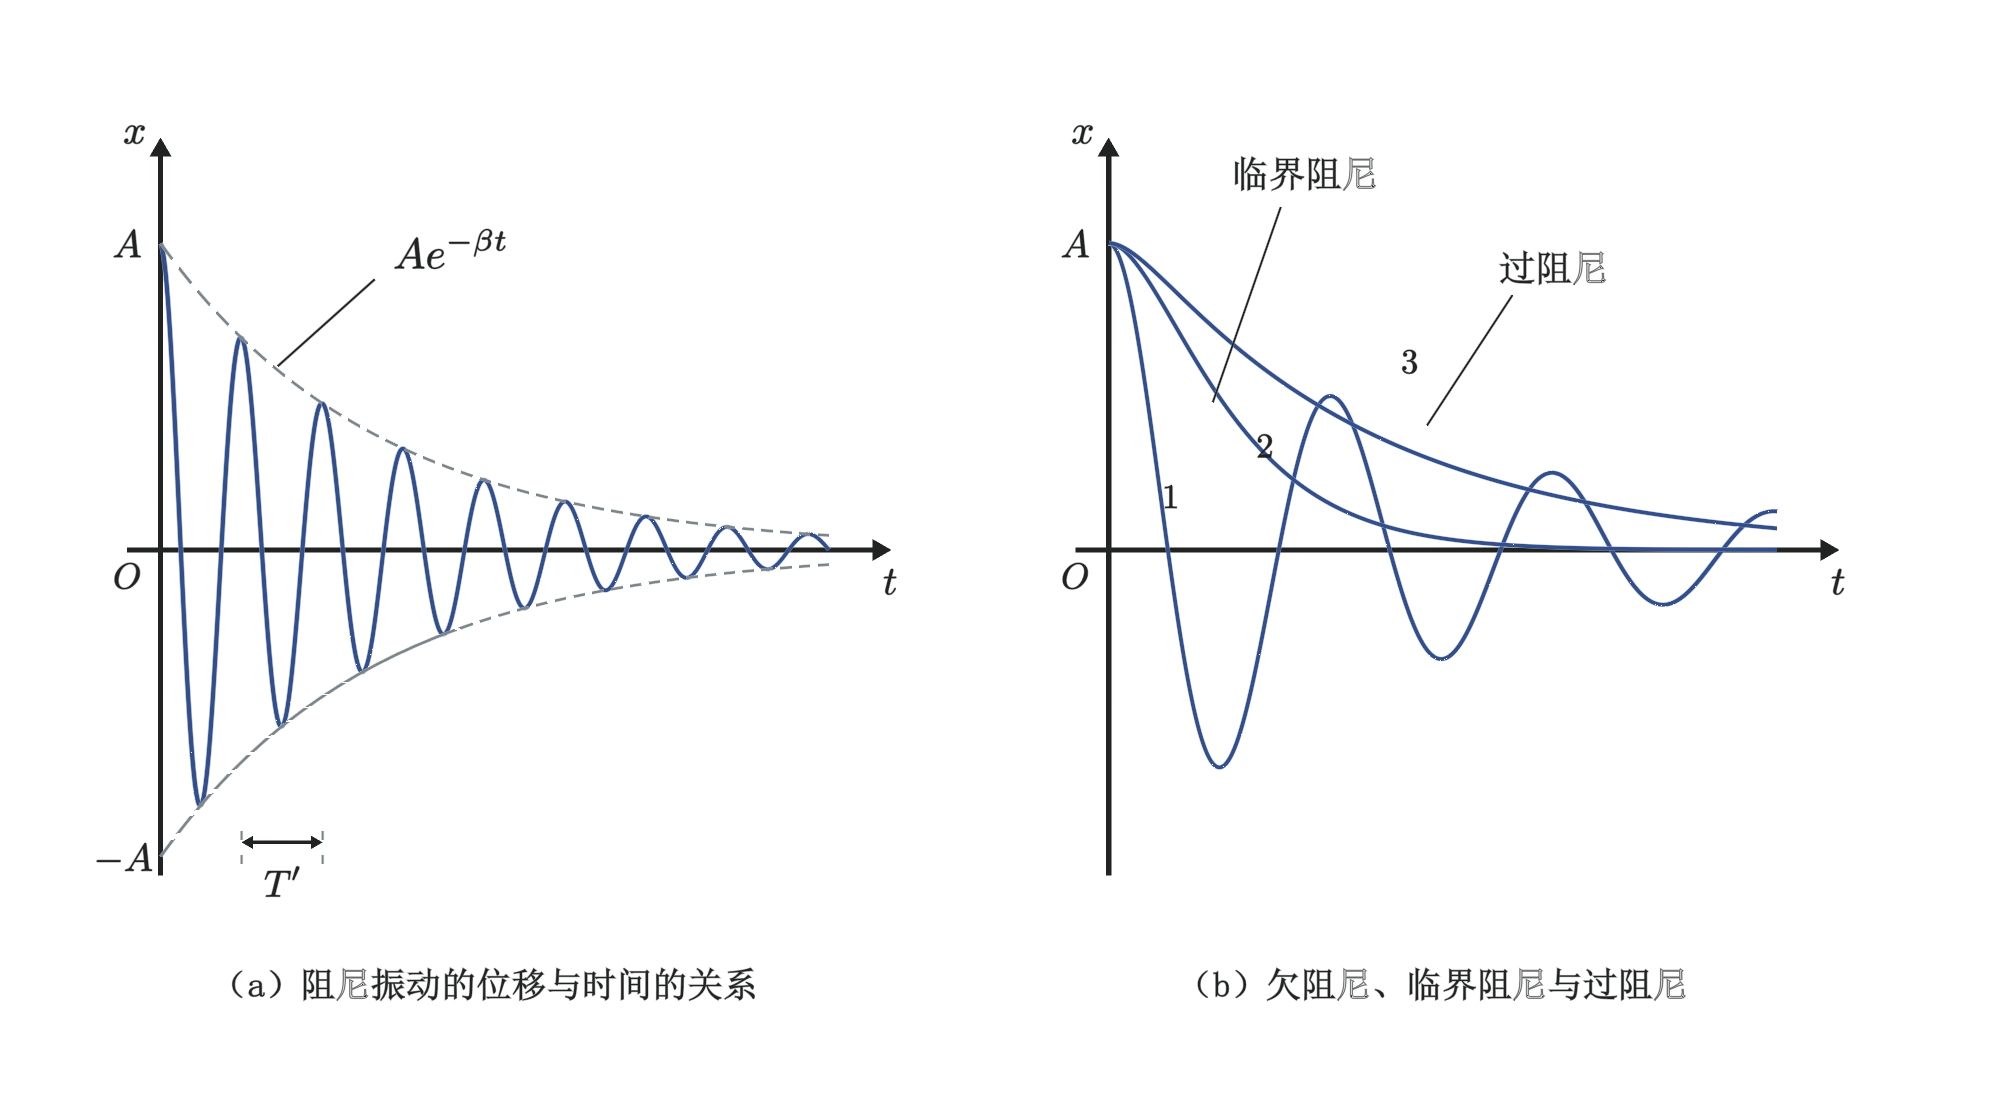 x
A
Ae^{-βt}
O
t
-A
T′
（a）阻尼振动的位移与时间的关系
x
临界阻尼
A
过阻尼
3
2
1
O
t
（b）欠阻尼、临界阻尼与过阻尼